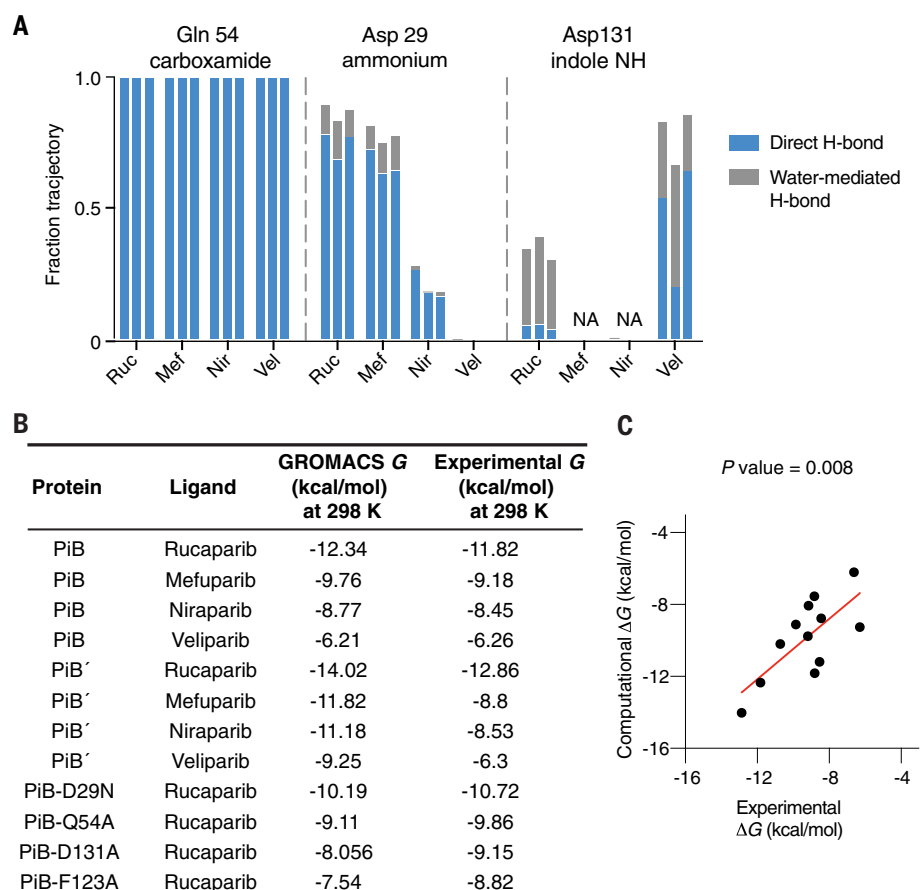 A
Gln 54
carboxamide
Asp 29
ammonium
Asp131
indole NH
1.0
0.5
0
Fraction tracjectory
NA
NA
Ruc
Mef
Nir
Vel
Ruc
Mef
Nir
Vel
Ruc
Mef
Nir
Vel
Direct H-bond
Water-mediated
H-bond
B
Protein Ligand GROMACS G (kcal/mol) at 298 K Experimental G (kcal/mol) at 298 K
PiB Rucaparib -12.34 -11.82
PiB Mefuparib -9.76 -9.18
PiB Niraparib -8.77 -8.45
PiB Veliparib -6.21 -6.26
PiB´ Rucaparib -14.02 -12.86
PiB´ Mefuparib -11.82 -8.8
PiB´ Niraparib -11.18 -8.53
PiB´ Veliparib -9.25 -6.3
PiB-D29N Rucaparib -10.19 -10.72
PiB-Q54A Rucaparib -9.11 -9.86
PiB-D131A Rucaparib -8.056 -9.15
PiB-F123A Rucaparib -7.54 -8.82
C
P value = 0.008
Computational ΔG (kcal/mol)
-4
-8
-12
-16
-16 -12 -8 -4
Experimental
ΔG (kcal/mol)